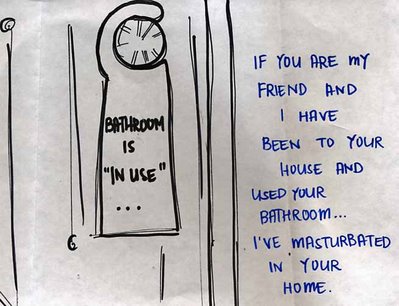 BATHROOM
IS
"IN USE"
...
IF YOU ARE MY
FRIEND AND
I HAVE
BEEN TO YOUR
HOUSE AND
USED YOUR
BATHROOM...
I'VE MASTURBATED
IN YOUR
HOME.